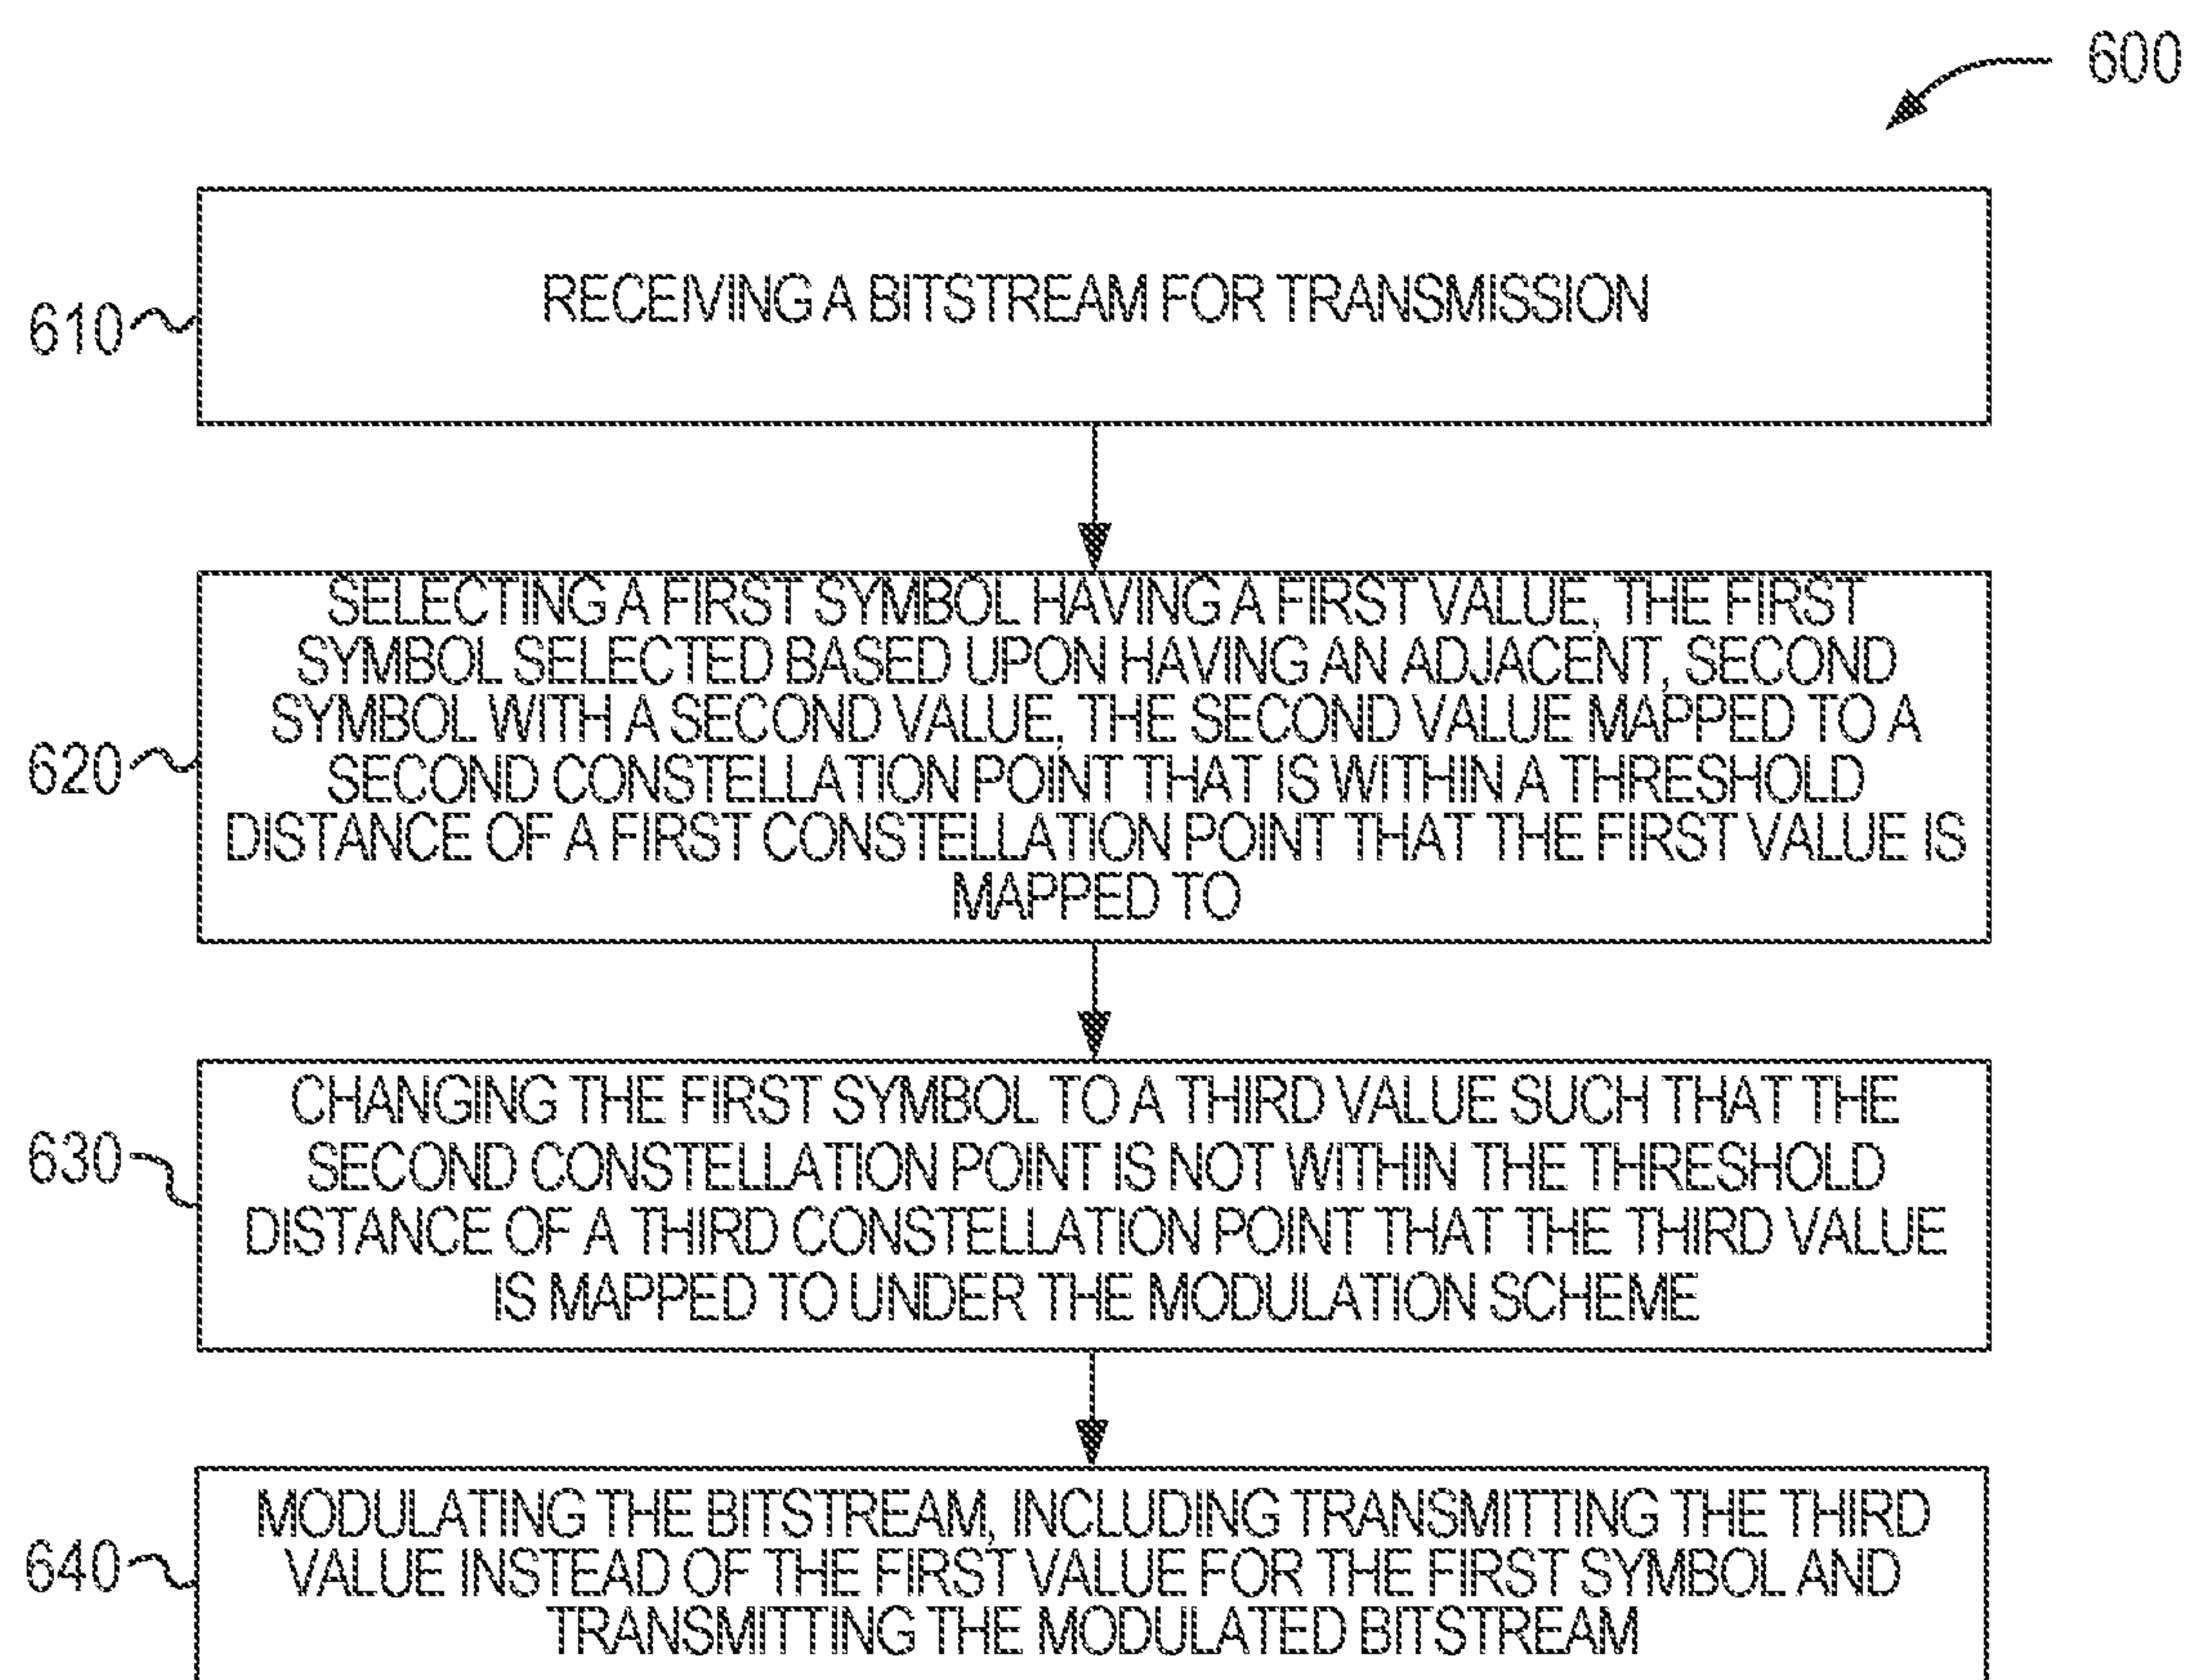 600
610
RECEIVING A BITSTREAM FOR TRANSMISSION
620
SELECTING A FIRST SYMBOL HAVING A FIRST VALUE, THE FIRST
SYMBOL SELECTED BASED UPON HAVING AN ADJACENT, SECOND
SYMBOL WITH A SECOND VALUE, THE SECOND VALUE MAPPED TO A
SECOND CONSTELLATION POINT THAT IS WITHIN A THRESHOLD
DISTANCE OF A FIRST CONSTELLATION POINT THAT THE FIRST VALUE IS
MAPPED TO
630
CHANGING THE FIRST SYMBOL TO A THIRD VALUE SUCH THAT THE
SECOND CONSTELLATION POINT IS NOT WITHIN THE THRESHOLD
DISTANCE OF A THIRD CONSTELLATION POINT THAT THE THIRD VALUE
IS MAPPED TO UNDER THE MODULATION SCHEME
640
MODULATING THE BITSTREAM, INCLUDING TRANSMITTING THE THIRD
VALUE INSTEAD OF THE FIRST VALUE FOR THE FIRST SYMBOL AND
TRANSMITTING THE MODULATED BITSTREAM